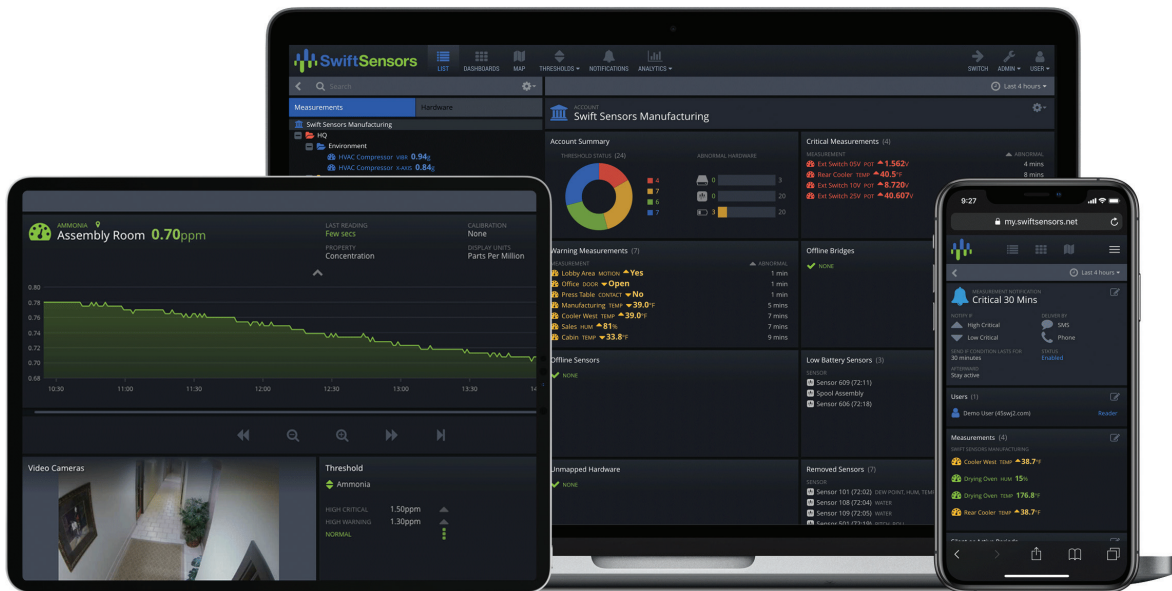 SwiftSensors
LIST DASHBOARDS MAP THRESHOLDS NOTIFICATIONS ANALYTICS SWITCH ADMIN USER
Search
Last 4 hours
Measurements Hardware
Swift Sensors Manufacturing
HQ
Environment
HVAC Compressor VIBR 0.94g
HVAC Compressor X-AXIS 0.84g
ACCOUNT
Swift Sensors Manufacturing
Account Summary
THRESHOLD STATUS (24) ABNORMAL HARDWARE
4
7
6
7
0 3
0 20
3 20
Critical Measurements (4)
MEASUREMENT ABNORMAL
Ext Switch 05V POT 1.562V 4 mins
Rear Cooler TEMP 40.5°F 8 mins
Ext Switch 10V POT 8.720V
Ext Switch 25V POT 40.607V
Warning Measurements (7)
MEASUREMENT ABNORMAL
Lobby Area MOTION Yes 1 min
Office DOOR Open 1 min
Press Table CONTACT No 1 min
Manufacturing TEMP 39.0°F 5 mins
Cooler West TEMP 39.0°F 7 mins
Sales HUM 81% 7 mins
Cabin TEMP 33.8°F 9 mins
Offline Bridges
NONE
Offline Sensors
NONE
Low Battery Sensors (3)
SENSOR
Sensor 609 (72:11)
Spool Assembly
Sensor 606 (72:18)
Unmapped Hardware
NONE
Removed Sensors (7)
SENSOR
Sensor 101 (72:02) DEW POINT, HUM, TEM
Sensor 108 (72:04) WATER
Sensor 109 (72:05) WATER
Sensor 501 (72:19) PITCH, ROLL
AMMONIA
Assembly Room 0.70ppm
LAST READING
Few secs
CALIBRATION
None
PROPERTY
Concentration
DISPLAY UNITS
Parts Per Million
0.80
0.78
0.76
0.74
0.72
0.70
0.68
10:30 11:00 11:30 12:00 12:30 13:00 13:30 14
Video Cameras
Threshold
Ammonia
HIGH CRITICAL 1.50ppm
HIGH WARNING 1.30ppm
NORMAL
9:27
my.swiftsensors.net
Last 4 hours
MEASUREMENT NOTIFICATION
Critical 30 Mins
NOTIFY IF DELIVER BY
High Critical SMS
Low Critical Phone
SEND IF CONDITION LASTS FOR STATUS
30 minutes Enabled
AFTERWARD
Stay active
Users (1)
Demo User (45swj2.com) Reader
Measurements (4)
SWIFT SENSORS MANUFACTURING
Cooler West TEMP 38.7°F
Drying Oven HUM 15%
Drying Oven TEMP 176.8°F
Rear Cooler TEMP 38.7°F